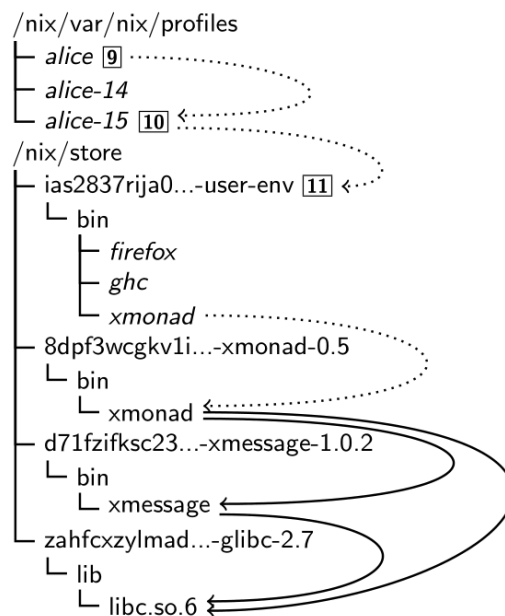 /nix/var/nix/profiles
alice 9
alice-14
alice-15 10
/nix/store
ias2837rija0...-user-env 11
bin
firefox
ghc
xmonad
8dpf3wcgkv1i...-xmonad-0.5
bin
xmonad
d71fzifksc23...-xmessage-1.0.2
bin
xmessage
zahfcxzylmad...-glibc-2.7
lib
libc.so.6